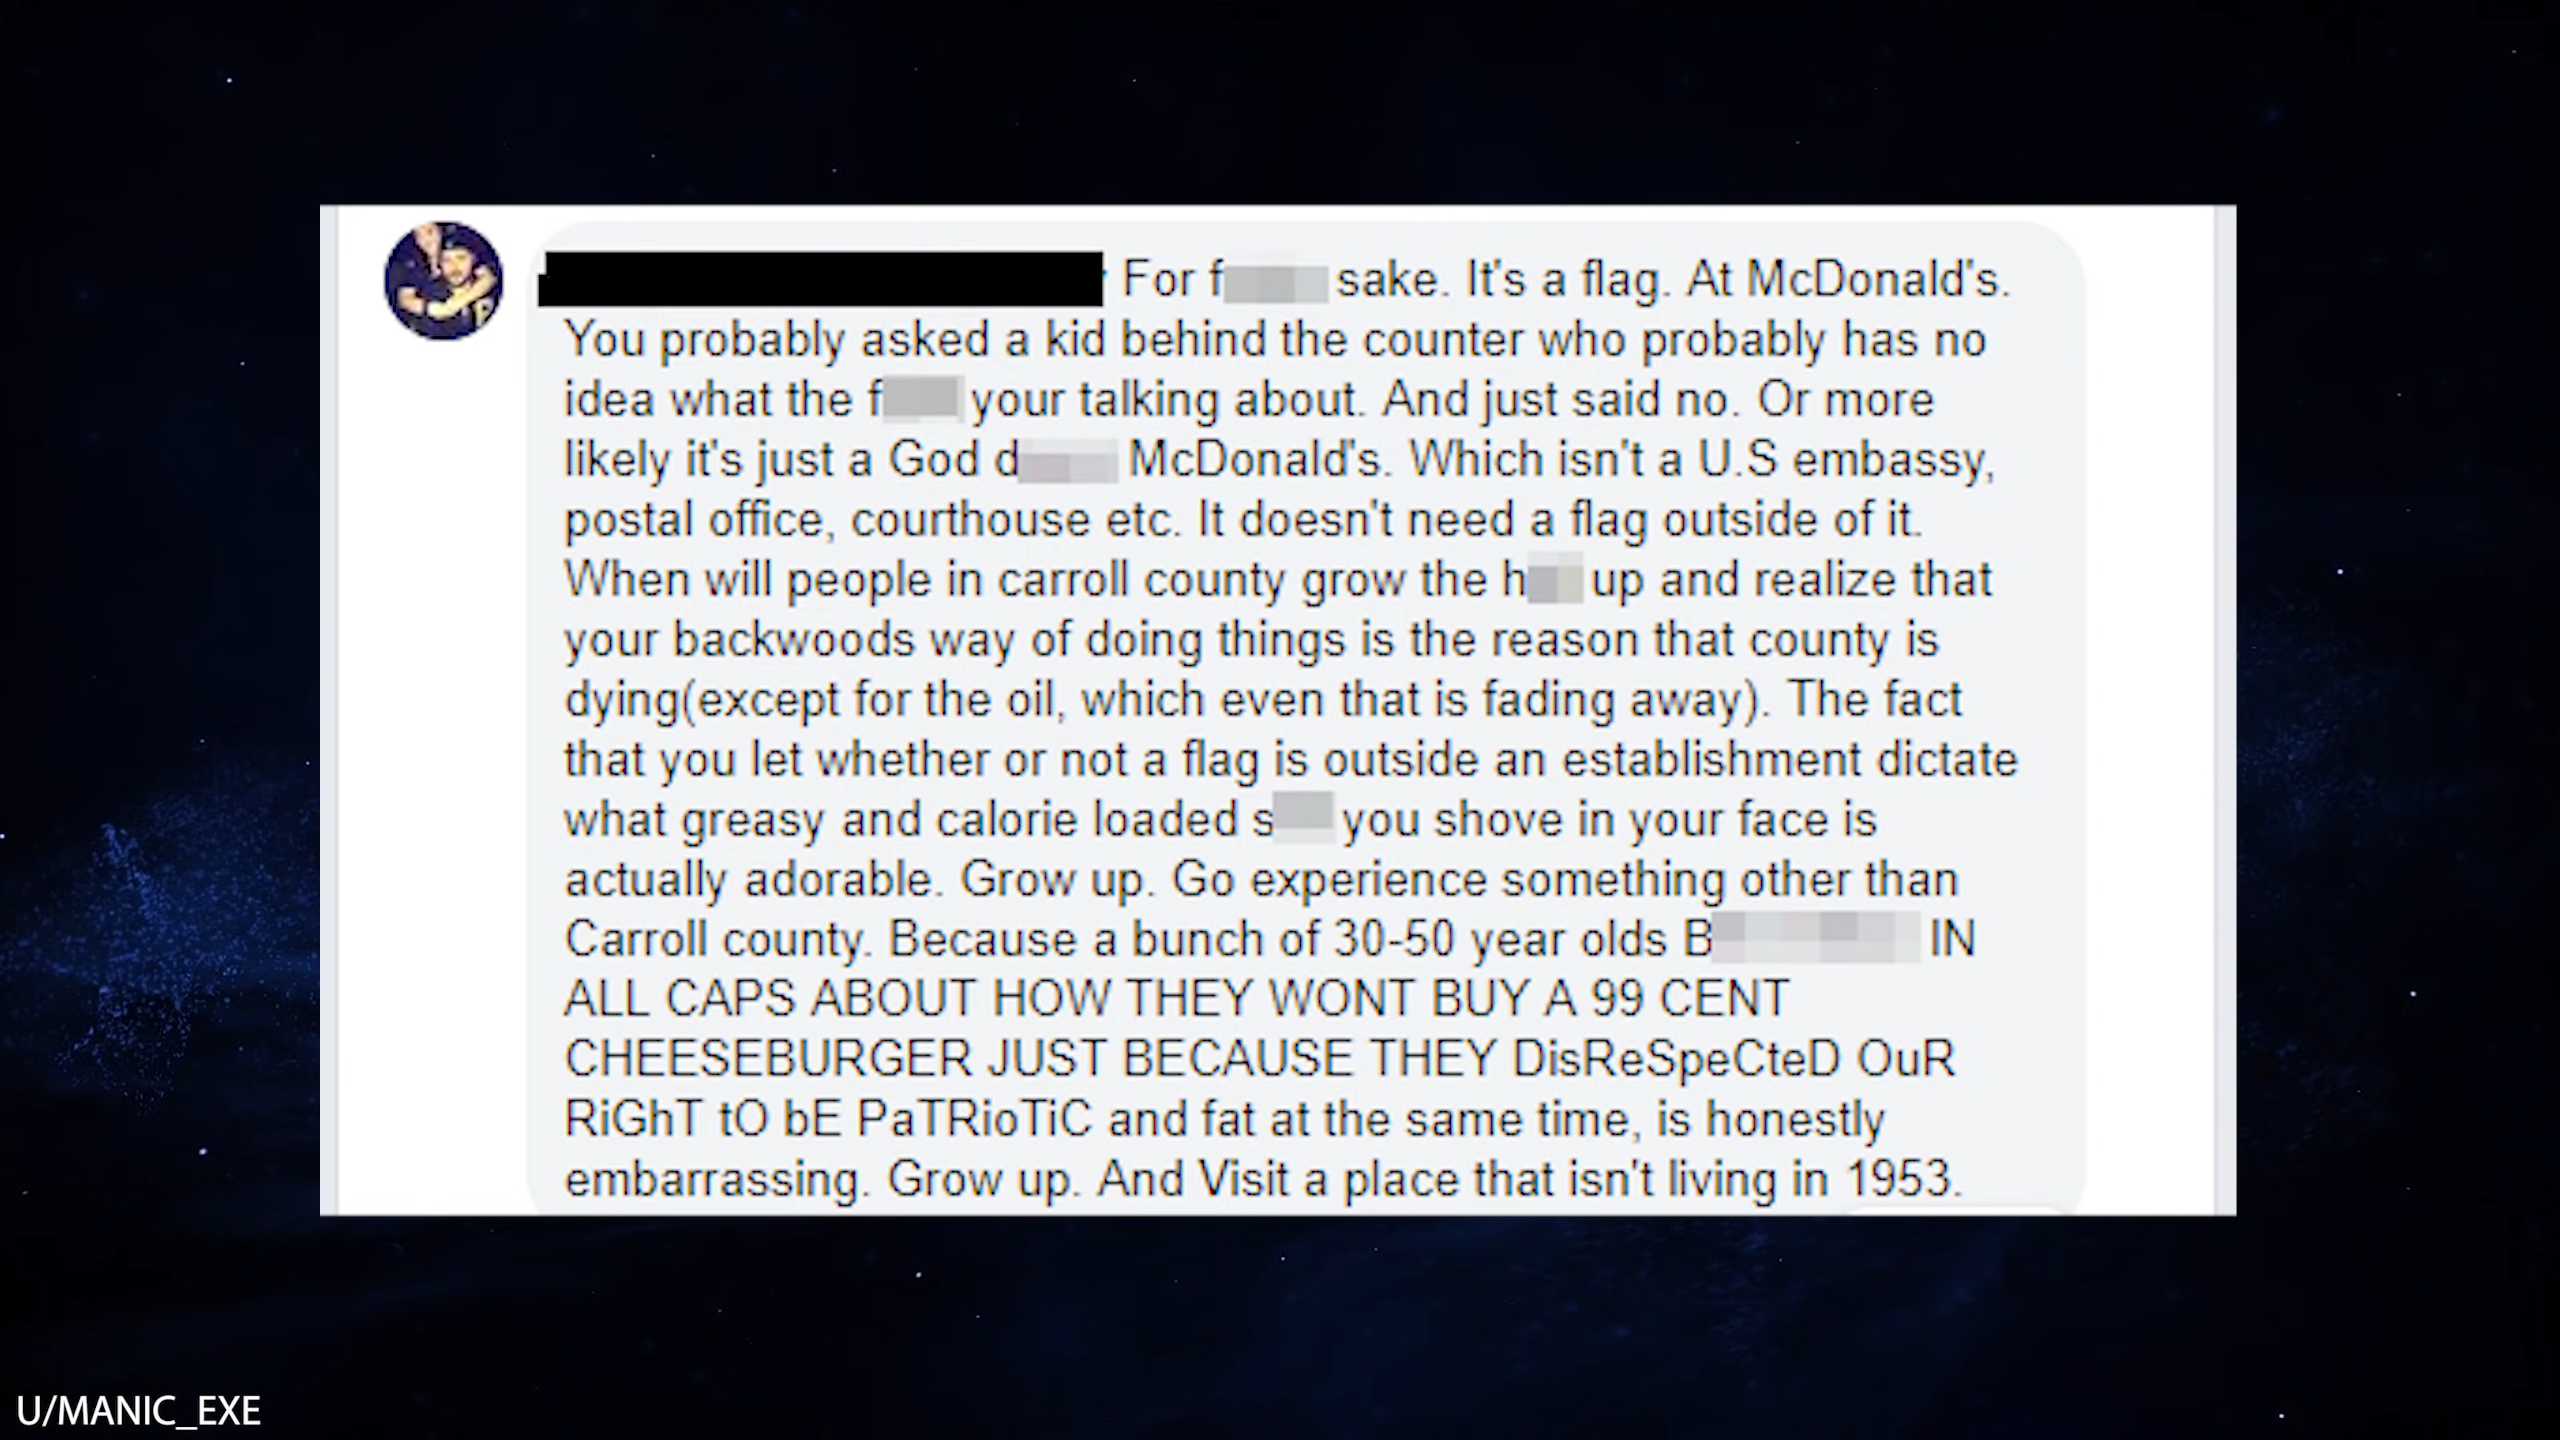 For f sake. It's a flag. At McDonald's.
You probably asked a kid behind the counter who probably has no
idea what the f your talking about. And just said no. Or more
likely it's just a God d McDonald's. Which isn't a U.S embassy,
postal office, courthouse etc. It doesn't need a flag outside of it.
When will people in carroll county grow the h up and realize that
your backwoods way of doing things is the reason that county is
dying(except for the oil, which even that is fading away). The fact
that you let whether or not a flag is outside an establishment dictate
what greasy and calorie loaded s you shove in your face is
actually adorable. Grow up. Go experience something other than
Carroll county. Because a bunch of 30-50 year olds B IN
ALL CAPS ABOUT HOW THEY WONT BUY A 99 CENT
CHEESEBURGER JUST BECAUSE THEY DisReSpeCteD OuR
RiGhT tO bE PaTRioTiC and fat at the same time, is honestly
embarrassing. Grow up. And Visit a place that isn't living in 1953.
U/MANIC_EXE